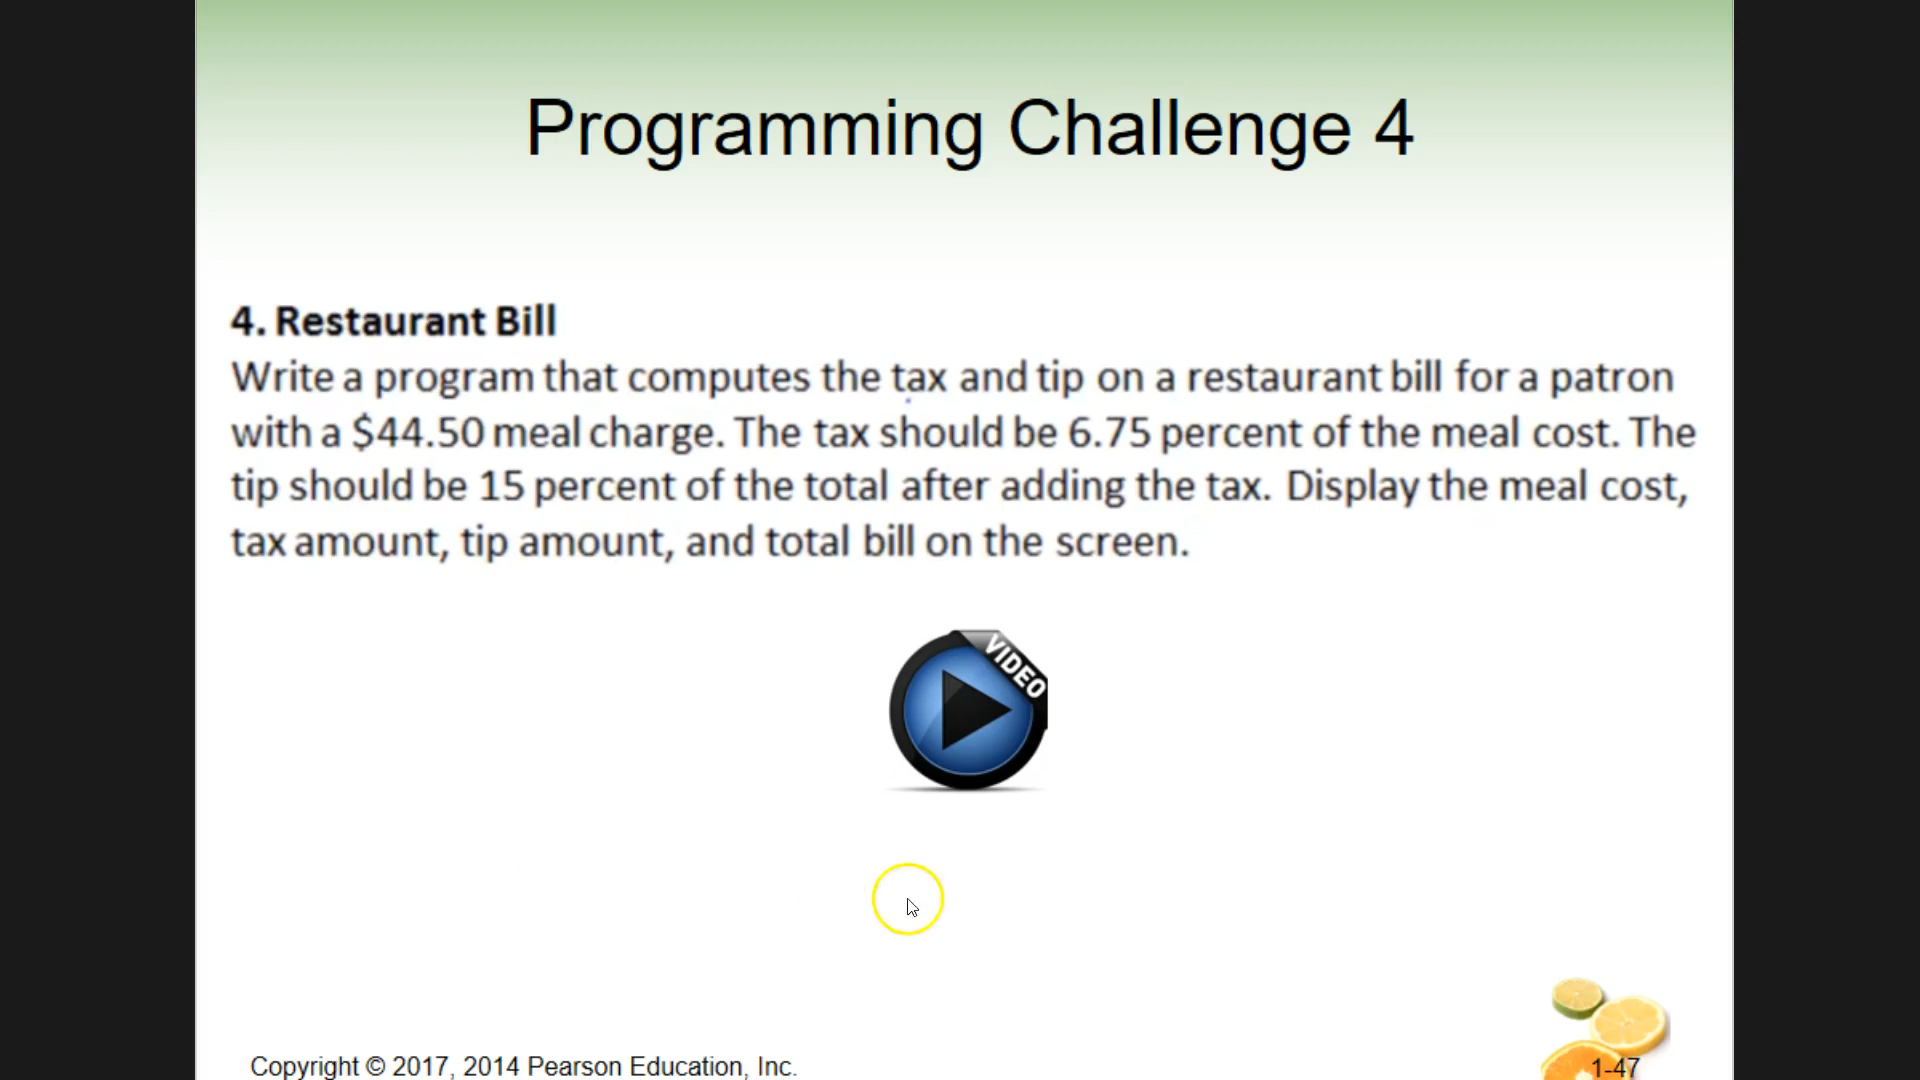 Programming Challenge 4
4. Restaurant Bill
Write a program that computes the tax and tip on a restaurant bill for a patron
with a $44.50 meal charge. The tax should be 6.75 percent of the meal cost. The
tip should be 15 percent of the total after adding the tax. Display the meal cost,
tax amount, tip amount, and total bill on the screen.
VIDEO
Copyright © 2017, 2014 Pearson Education, Inc.
1-47